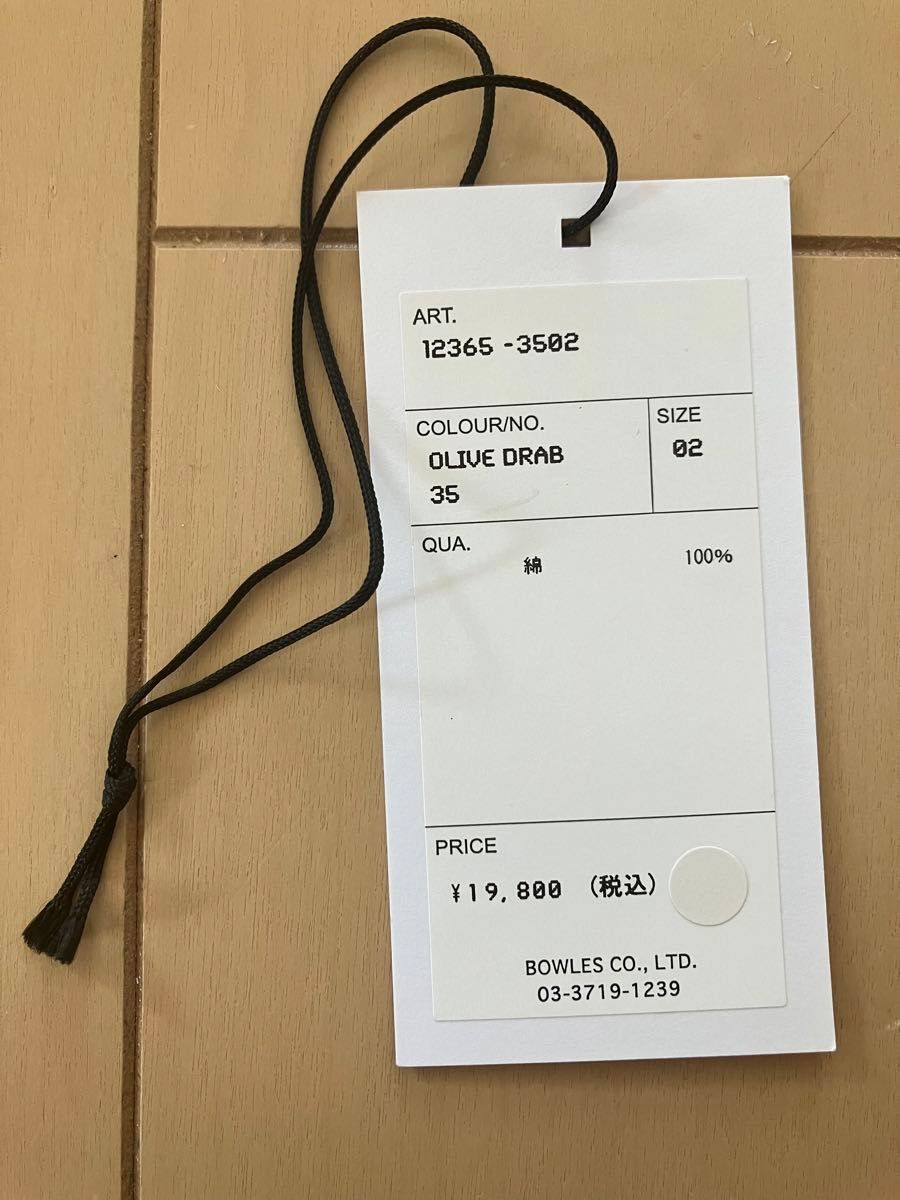 ART.
12365 -3502
COLOUR/NO.
OLIVE DRAB
35
SIZE
02
QUA.
綿 100%
PRICE
¥19,800 (税込)
BOWLES CO., LTD.
03-3719-1239